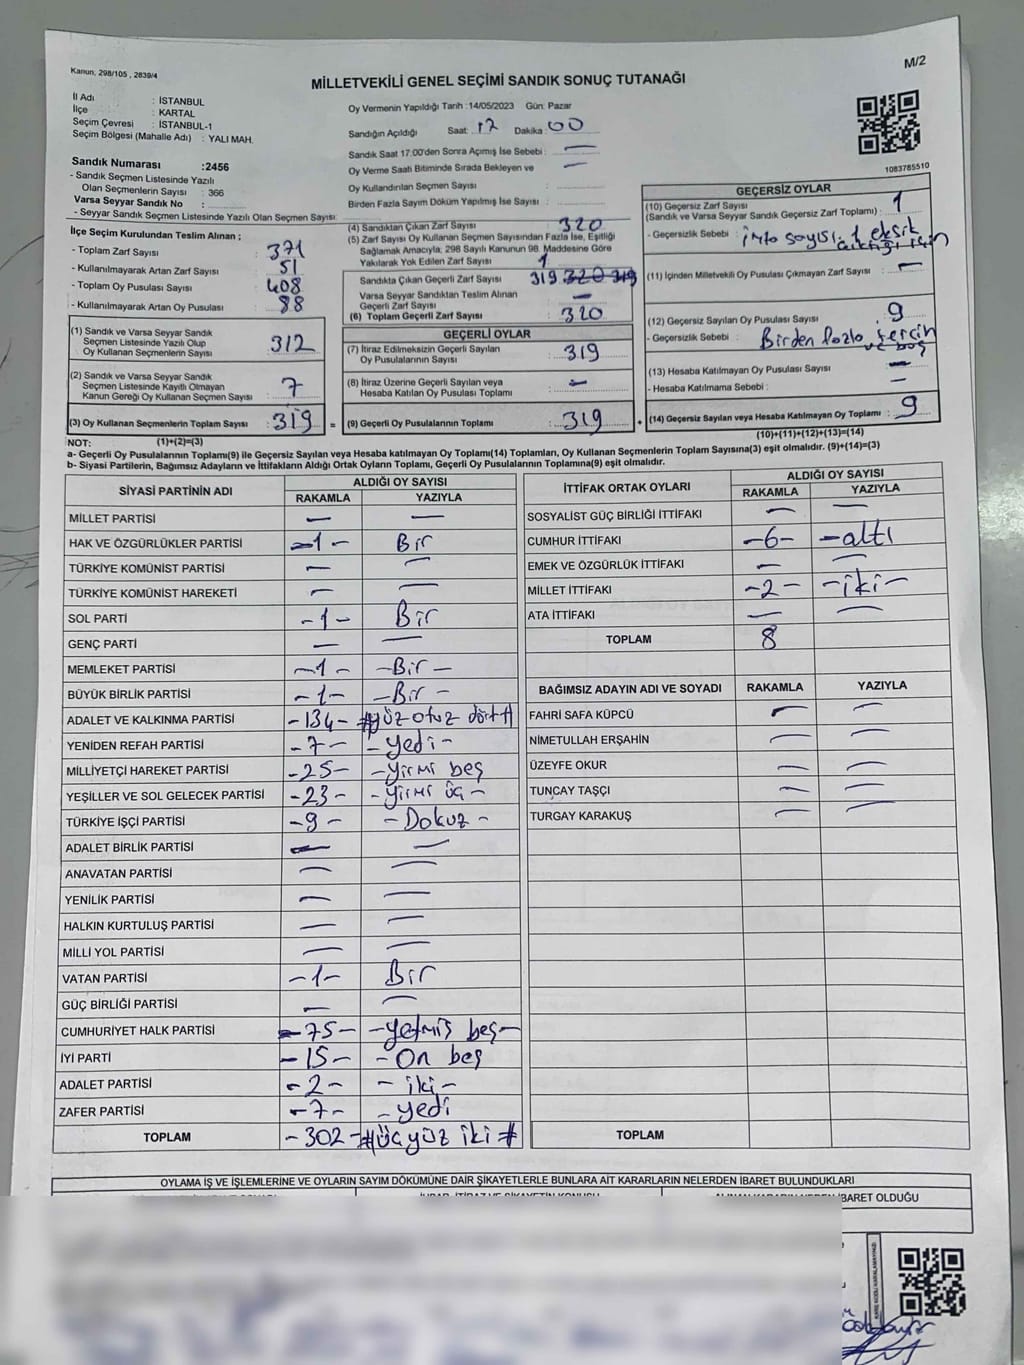 Kanun, 298/105 , 2839/4
M/2
MİLLETVEKİLİ GENEL SEÇİMİ SANDIK SONUÇ TUTANAĞI
İl Adı : İSTANBUL
İlçe : KARTAL
Seçim Çevresi : İSTANBUL-1
Seçim Bölgesi (Mahalle Adı) : YALI MAH.
Sandık Numarası :2456
- Sandık Seçmen Listesinde Yazılı
Olan Seçmenlerin Sayısı : 366
Varsa Seyyar Sandık No :
- Seyyar Sandık Seçmen Listesinde Yazılı Olan Seçmen Sayısı:
Oy Vermenin Yapıldığı Tarih :14/05/2023 Gün: Pazar
Sandığın Açıldığı Saat: 17 Dakika: 00
Sandık Saat 17:00'den Sonra Açımış İse Sebebi : —
Oy Verme Saati Bitiminde Sırada Bekleyen ve —
Oy Kullandırılan Seçmen Sayısı :
Birden Fazla Sayım Döküm Yapılmış İse Sayısı :
1083785510
İlçe Seçim Kurulundan Teslim Alınan :
- Toplam Zarf Sayısı : 371
- Kullanılmayarak Artan Zarf Sayısı : 51
- Toplam Oy Pusulası Sayısı : 408
- Kullanılmayarak Artan Oy Pusulası : 88
(1) Sandık ve Varsa Seyyar Sandık
Seçmen Listesinde Yazılı Olup
Oy Kullanan Seçmenlerin Sayısı : 312
(2) Sandık ve Varsa Seyyar Sandık
Seçmen Listesinde Kayıtlı Olmayan
Kanun Gereği Oy Kullanan Seçmen Sayısı : 7
(3) Oy Kullanan Seçmenlerin Toplam Sayısı : 319 =
(4) Sandıktan Çıkan Zarf Sayısı : 320
(5) Zarf Sayısı Oy Kullanan Seçmen Sayısından Fazla İse, Eşitliği
Sağlamak Amacıyla, 298 Sayılı Kanunun 98. Maddesine Göre
Yakılarak Yok Edilen Zarf Sayısı : 1
Sandıkta Çıkan Geçerli Zarf Sayısı : 319 320 319
Varsa Seyyar Sandıktan Teslim Alınan
Geçerli Zarf Sayısı : —
(6) Toplam Geçerli Zarf Sayısı : 320
GEÇERLİ OYLAR
(7) İtiraz Edilmeksizin Geçerli Sayılan
Oy Pusulalarının Sayısı : 319
(8) İtiraz Üzerine Geçerli Sayılan veya
Hesaba Katılan Oy Pusulası Toplamı : —
(9) Geçerli Oy Pusulalarının Toplamı : 319 +
GEÇERSİZ OYLAR
(10) Geçersiz Zarf Sayısı
(Sandık ve Varsa Seyyar Sandık Geçersiz Zarf Toplamı) : 1
- Geçersizlik Sebebi : İmza sayısı, 1 eksik
çıktığı için
(11) İçinden Milletvekili Oy Pusulası Çıkmayan Zarf Sayısı : —
(12) Geçersiz Sayılan Oy Pusulası Sayısı : 9
- Geçersizlik Sebebi : Birden fazla seçim
ve boş
(13) Hesaba Katılmayan Oy Pusulası Sayısı : —
- Hesaba Katılmama Sebebi : —
(14) Geçersiz Sayılan veya Hesaba Katılmayan Oy Toplamı : 9
NOT: (1)+(2)=(3)
(10)+(11)+(12)+(13)=(14)
a- Geçerli Oy Pusulalarının Toplamı(9) ile Geçersiz Sayılan veya Hesaba katılmayan Oy Toplamı(14) Toplamları, Oy Kullanan Seçmenlerin Toplam Sayısına(3) eşit olmalıdır. (9)+(14)=(3)
b- Siyasi Partilerin, Bağımsız Adayların ve İttifakların Aldığı Ortak Oyların Toplamı, Geçerli Oy Pusulalarının Toplamına(9) eşit olmalıdır.
SİYASİ PARTİNİN ADI ALDIĞI OY SAYISI
RAKAMLA YAZIYLA
MİLLET PARTİSİ — —
HAK VE ÖZGÜRLÜKLER PARTİSİ -1- Bir
TÜRKİYE KOMÜNİST PARTİSİ — —
TÜRKİYE KOMÜNİST HAREKETİ — —
SOL PARTİ -1- Bir
GENÇ PARTİ — —
MEMLEKET PARTİSİ -1- -Bir-
BÜYÜK BİRLİK PARTİSİ -1- -Bir-
ADALET VE KALKINMA PARTİSİ -134- #yüz otuz dört#
YENİDEN REFAH PARTİSİ -7- -yedi-
MİLLİYETÇİ HAREKET PARTİSİ -25- -yirmi beş
YEŞİLLER VE SOL GELECEK PARTİSİ -23- -yirmi üç-
TÜRKİYE İŞÇİ PARTİSİ -9- -Dokuz-
ADALET BİRLİK PARTİSİ — —
ANAVATAN PARTİSİ — —
YENİLİK PARTİSİ — —
HALKIN KURTULUŞ PARTİSİ — —
MİLLİ YOL PARTİSİ — —
VATAN PARTİSİ -1- Bir
GÜÇ BİRLİĞİ PARTİSİ — —
CUMHURİYET HALK PARTİSİ -75- -yetmiş beş-
İYİ PARTİ -15- -On beş
ADALET PARTİSİ -2- -iki-
ZAFER PARTİSİ -7- -yedi
TOPLAM -302- #üçyüz iki#
İTTİFAK ORTAK OYLARI ALDIĞI OY SAYISI
RAKAMLA YAZIYLA
SOSYALİST GÜÇ BİRLİĞİ İTTİFAKI — —
CUMHUR İTTİFAKI -6- -altı
EMEK VE ÖZGÜRLÜK İTTİFAKI — —
MİLLET İTTİFAKI -2- -iki-
ATA İTTİFAKI — —
TOPLAM 8
BAĞIMSIZ ADAYIN ADI VE SOYADI RAKAMLA YAZIYLA
FAHRİ SAFA KÜPCÜ — —
NİMETULLAH ERŞAHİN — —
ÜZEYFE OKUR — —
TUNCAY TAŞÇI — —
TURGAY KARAKUŞ — —
TOPLAM
OYLAMA İŞ VE İŞLEMLERİNE VE OYLARIN SAYIM DÖKÜMÜNE DAİR ŞİKAYETLERLE BUNLARA AİT KARARLARIN NELERDEN İBARET BULUNDUKLARI
İBARET OLDUĞU